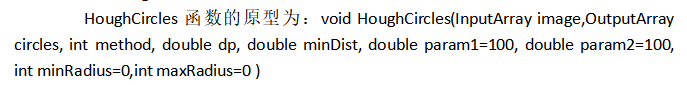 HoughCircles 函数的原型为：void HoughCircles(InputArray image,OutputArray
circles, int method, double dp, double minDist, double param1=100, double param2=100,
int minRadius=0,int maxRadius=0 )